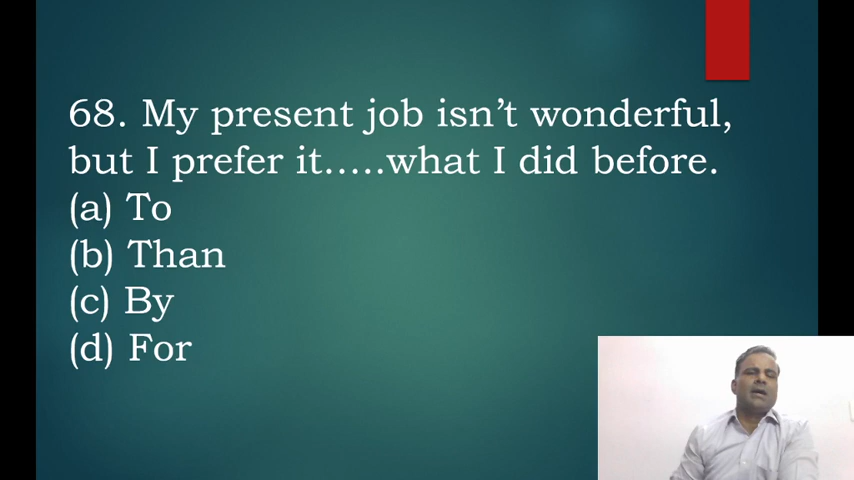 68. My present job isn’t wonderful,
but I prefer it.....what I did before.
(a) To
(b) Than
(c) By
(d) For